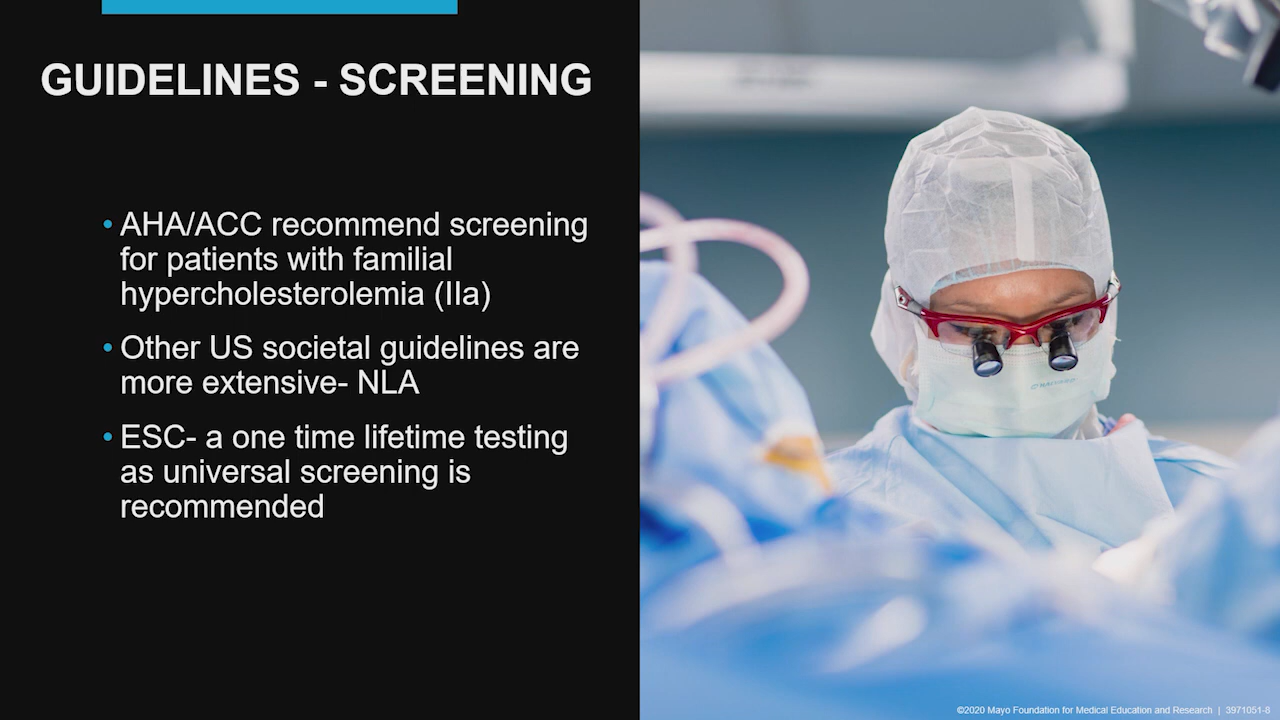 GUIDELINES - SCREENING
• AHA/ACC recommend screening
for patients with familial
hypercholesterolemia (IIa)
• Other US societal guidelines are
more extensive- NLA
• ESC- a one time lifetime testing
as universal screening is
recommended
©2020 Mayo Foundation for Medical Education and Research | 3971051-8